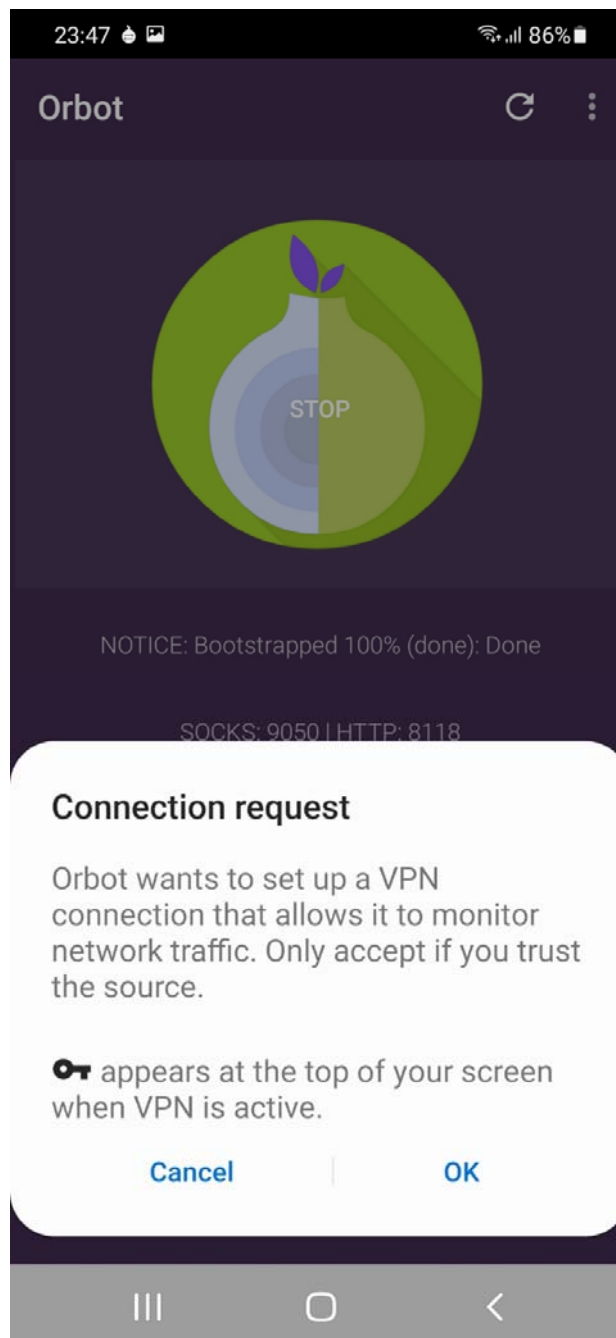 23:47 86%
Orbot
STOP
NOTICE: Bootstrapped 100% (done): Done
SOCKS: 9050 | HTTP: 8118
Connection request
Orbot wants to set up a VPN
connection that allows it to monitor
network traffic. Only accept if you trust
the source.
appears at the top of your screen
when VPN is active.
Cancel OK